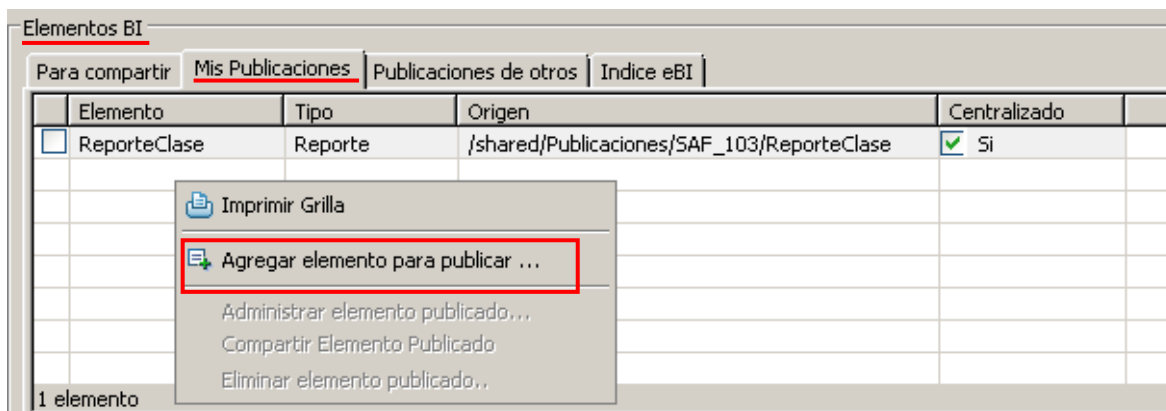 Elementos BI
Para compartir Mis Publicaciones Publicaciones de otros Indice eBI
Elemento Tipo Origen Centralizado
ReporteClase Reporte /shared/Publicaciones/SAF_103/ReporteClase Si
Imprimir Grilla
Agregar elemento para publicar ...
Administrar elemento publicado...
Compartir Elemento Publicado
Eliminar elemento publicado..
1 elemento